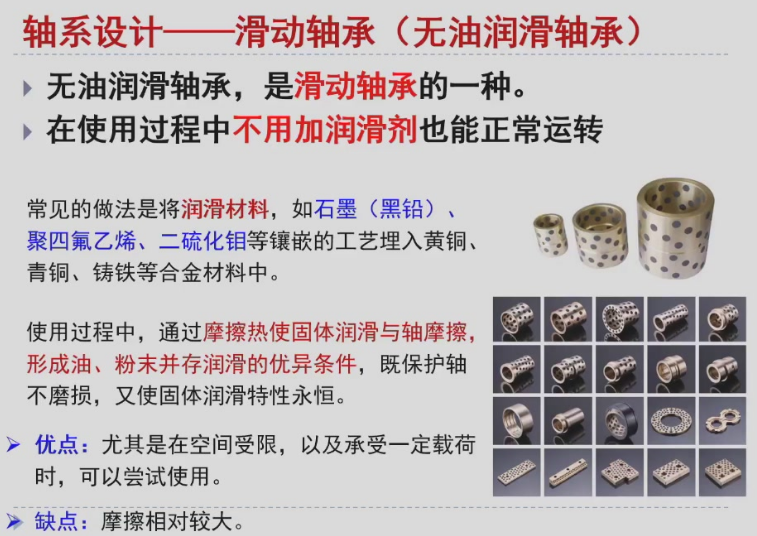 轴系设计——滑动轴承（无油润滑轴承）
无油润滑轴承，是滑动轴承的一种。
在使用过程中不用加润滑剂也能正常运转
常见的做法是将润滑材料，如石墨（黑铅）、
聚四氟乙烯、二硫化钼等镶嵌的工艺埋入黄铜、
青铜、铸铁等合金材料中。
使用过程中，通过摩擦热使固体润滑与轴摩擦，
形成油、粉末并存润滑的优异条件，既保护轴
不磨损，又使固体润滑特性永恒。
优点：尤其是在空间受限，以及承受一定载荷
时，可以尝试使用。
缺点：摩擦相对较大。